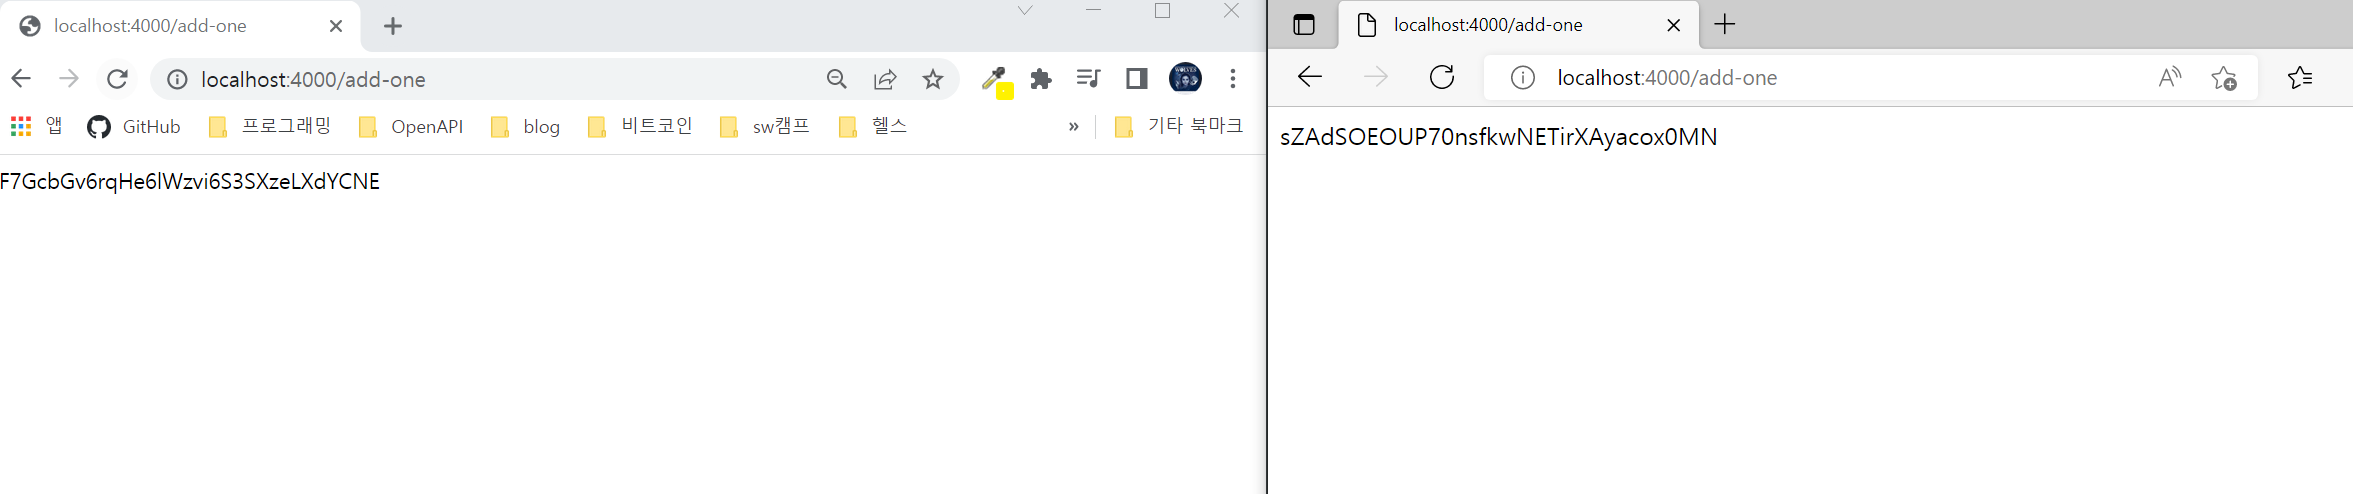 localhost:4000/add-one
localhost:4000/add-one
앱 GitHub 프로그래밍 OpenAPI blog 비트코인 sw캠프 헬스 » 기타 북마크
F7GcbGv6rqHe6lWzvi6S3SXzeLXdYCNE
localhost:4000/add-one
localhost:4000/add-one
sZAdSOEOUP70nsfkwNETirXAyacox0MN